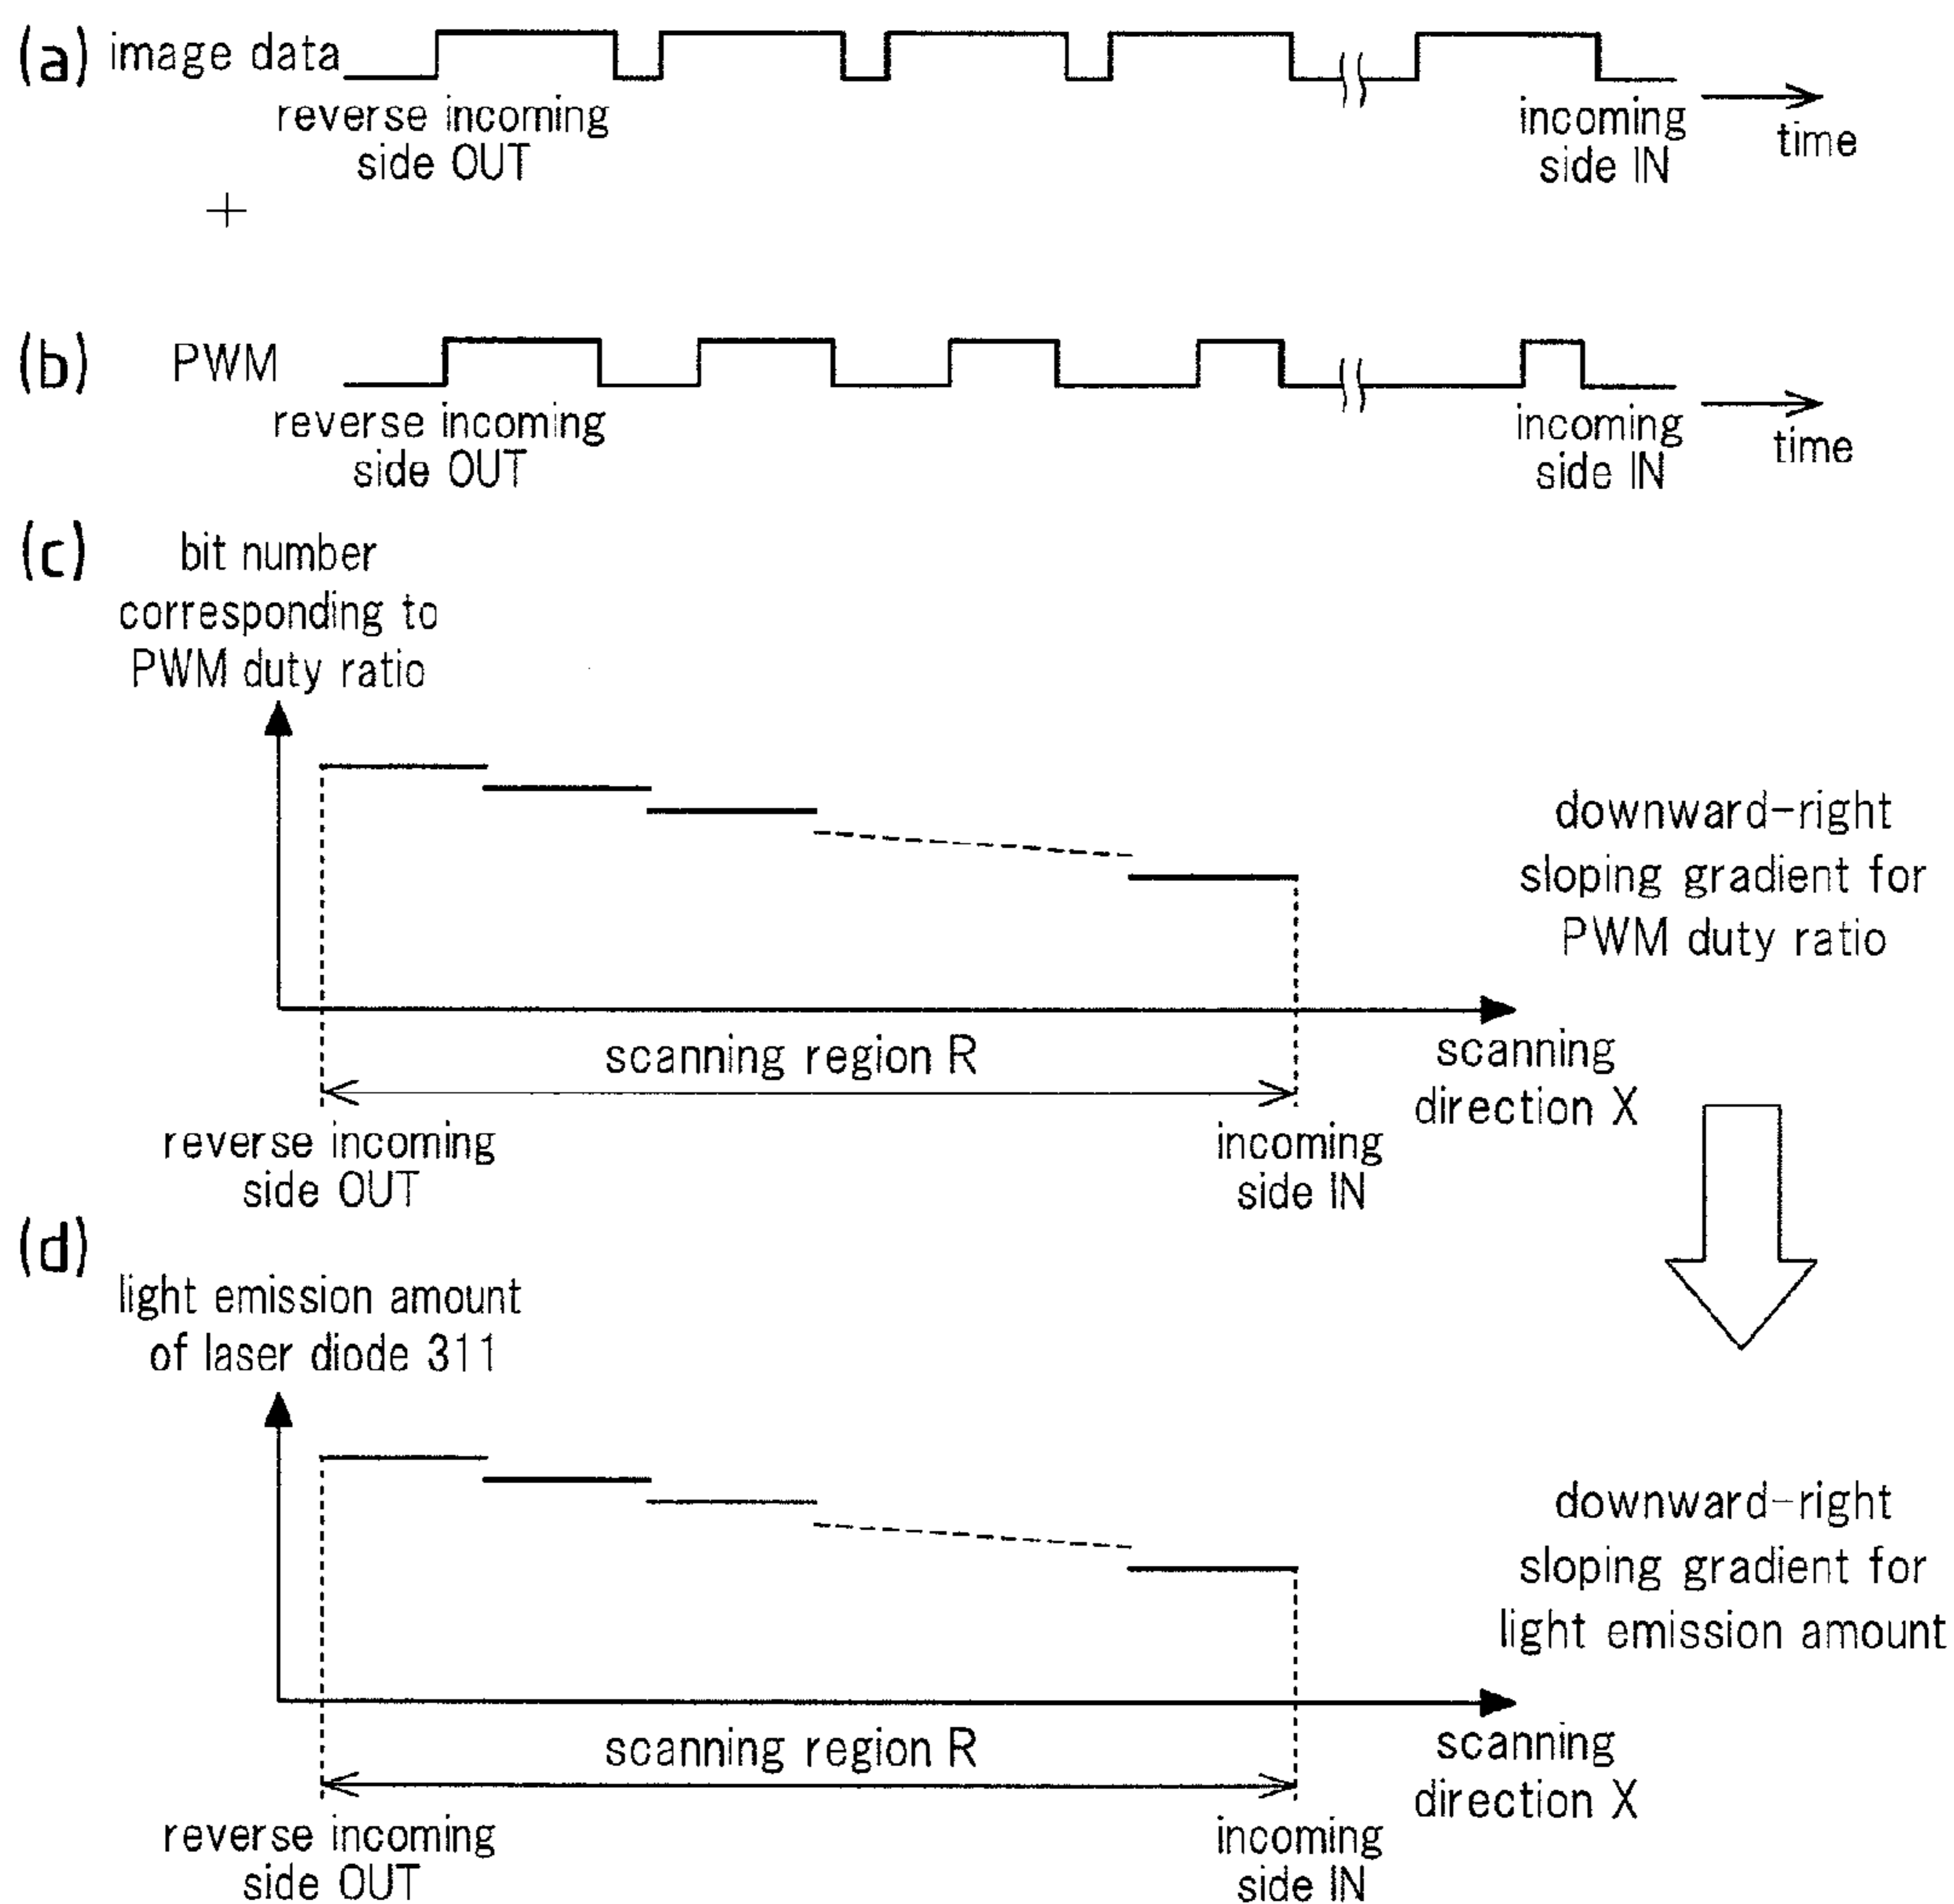 (a) image data
reverse incoming
side OUT
incoming
side IN
time
+
(b) PWM
reverse incoming
side OUT
incoming
side IN
time
(c) bit number
corresponding to
PWM duty ratio
downward-right
sloping gradient for
PWM duty ratio
scanning region R
scanning
direction X
reverse incoming
side OUT
incoming
side IN
(d)
light emission amount
of laser diode 311
downward-right
sloping gradient for
light emission amount
scanning region R
scanning
direction X
reverse incoming
side OUT
incoming
side IN